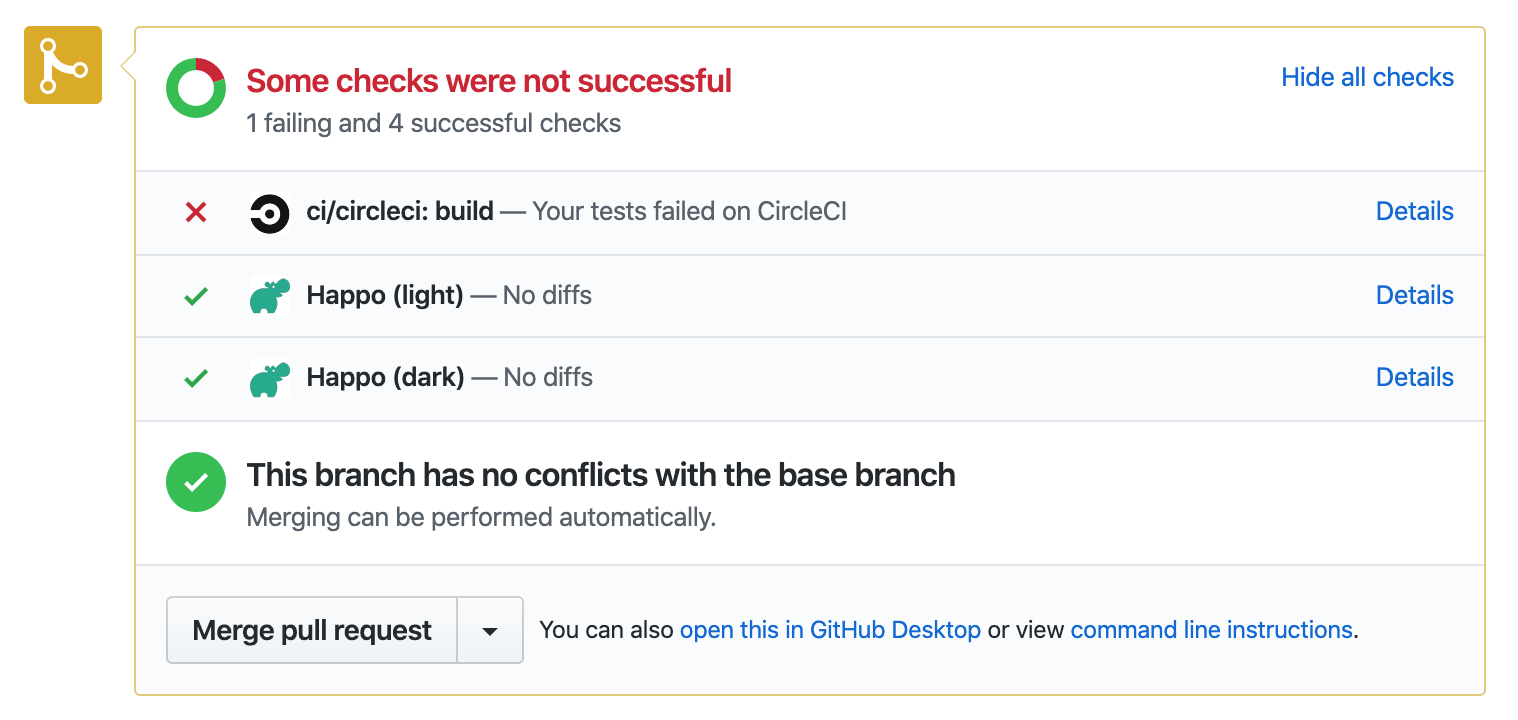 Some checks were not successful
Hide all checks
1 failing and 4 successful checks
ci/circleci: build — Your tests failed on CircleCI
Details
Happo (light) — No diffs
Details
Happo (dark) — No diffs
Details
This branch has no conflicts with the base branch
Merging can be performed automatically.
Merge pull request
You can also open this in GitHub Desktop or view command line instructions.